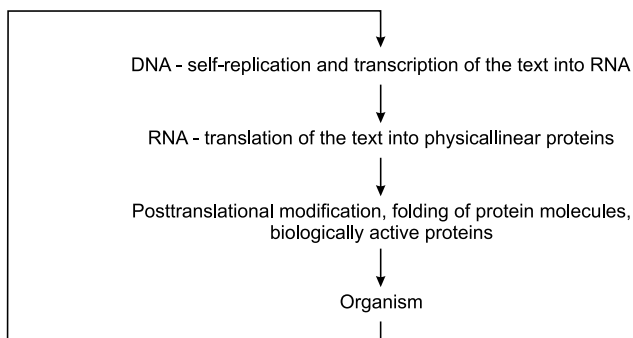 DNA - self-replication and transcription of the text into RNA
RNA - translation of the text into physicallinear proteins
Posttranslational modification, folding of protein molecules,
biologically active proteins
Organism